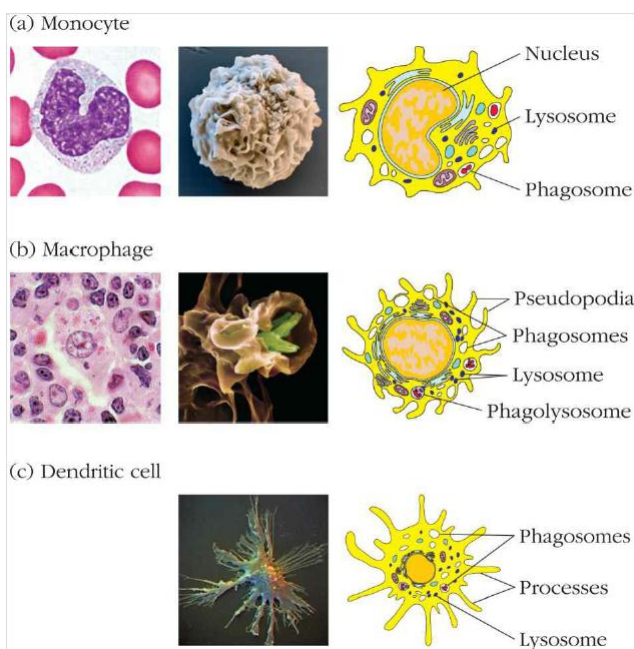 (a) Monocyte
Nucleus
Lysosome
Phagosome
(b) Macrophage
Pseudopodia
Phagosomes
Lysosome
Phagolysosome
(c) Dendritic cell
Phagosomes
Processes
Lysosome